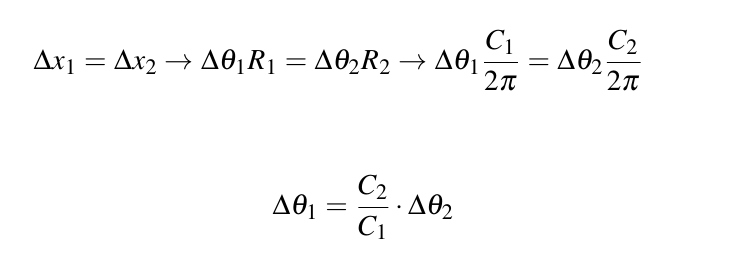 Δx₁ = Δx₂ → Δθ₁R₁ = Δθ₂R₂ → Δθ₁ C₁/2π = Δθ₂ C₂/2π
Δθ₁ = C₂/C₁ · Δθ₂